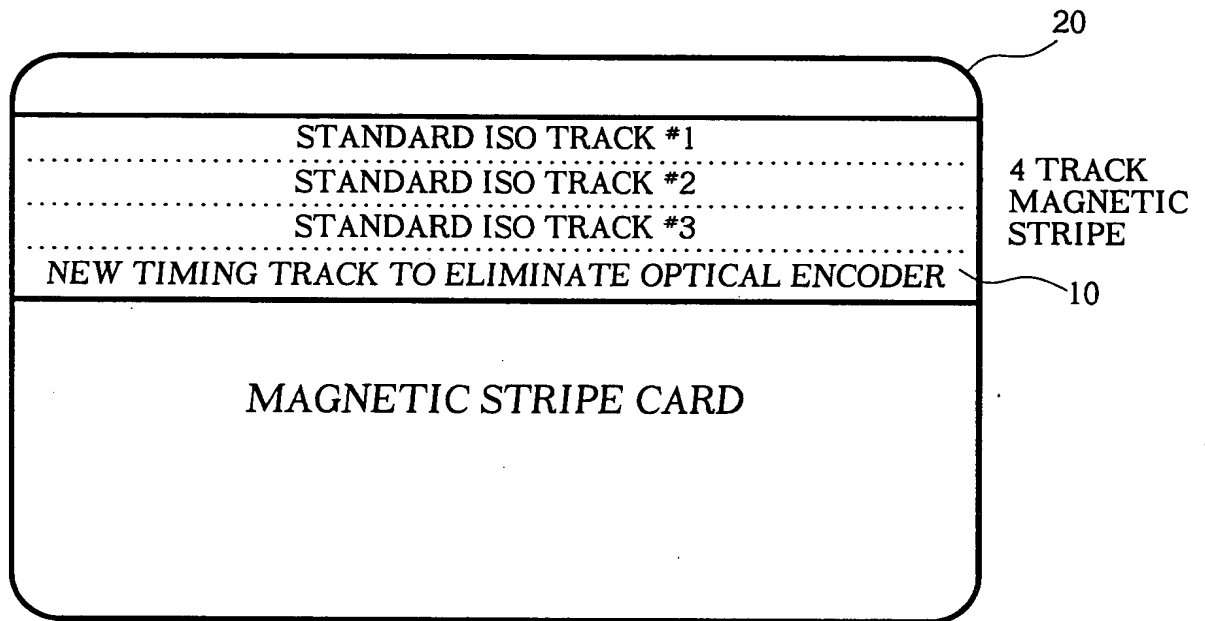 20
STANDARD ISO TRACK #1
STANDARD ISO TRACK #2
STANDARD ISO TRACK #3
NEW TIMING TRACK TO ELIMINATE OPTICAL ENCODER
4 TRACK
MAGNETIC
STRIPE
10
MAGNETIC STRIPE CARD